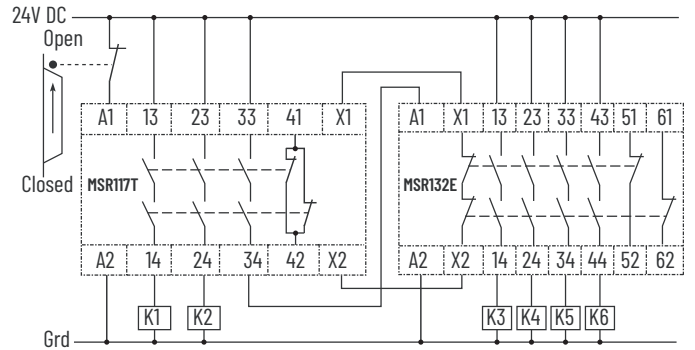 24V DC
Open
A1 13 23 33 41 X1
A1 X1 13 23 33 43 51 61
MSR117T
MSR132E
Closed
A2 14 24 34 42 X2
A2 X2 14 24 34 44 52 62
K1 K2
K3 K4 K5 K6
Grd